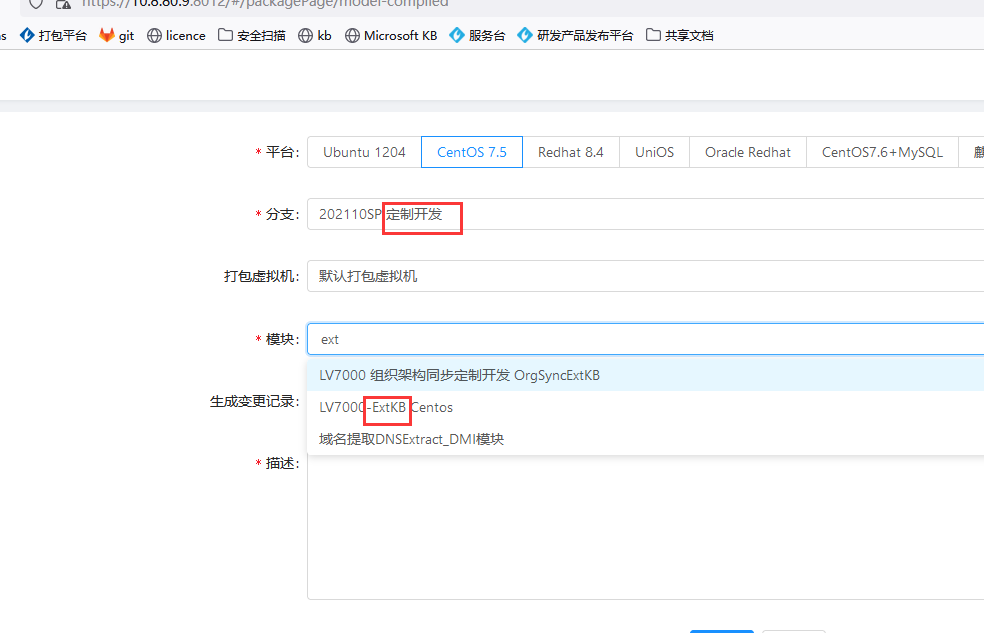 https://10.8.80.9:8012/#/packagePage/model-compiled
打包平台 git licence 安全扫描 kb Microsoft KB 服务台 研发产品发布平台 共享文档
* 平台: Ubuntu 1204 CentOS 7.5 Redhat 8.4 UniOS Oracle Redhat CentOS7.6+MySQL 麒
* 分支: 202110SP 定制开发
打包虚拟机: 默认打包虚拟机
* 模块: ext
LV7000 组织架构同步定制开发 OrgSyncExtKB
生成变更记录: LV7000-ExtKB Centos
域名提取DNSExtract_DMI模块
* 描述: